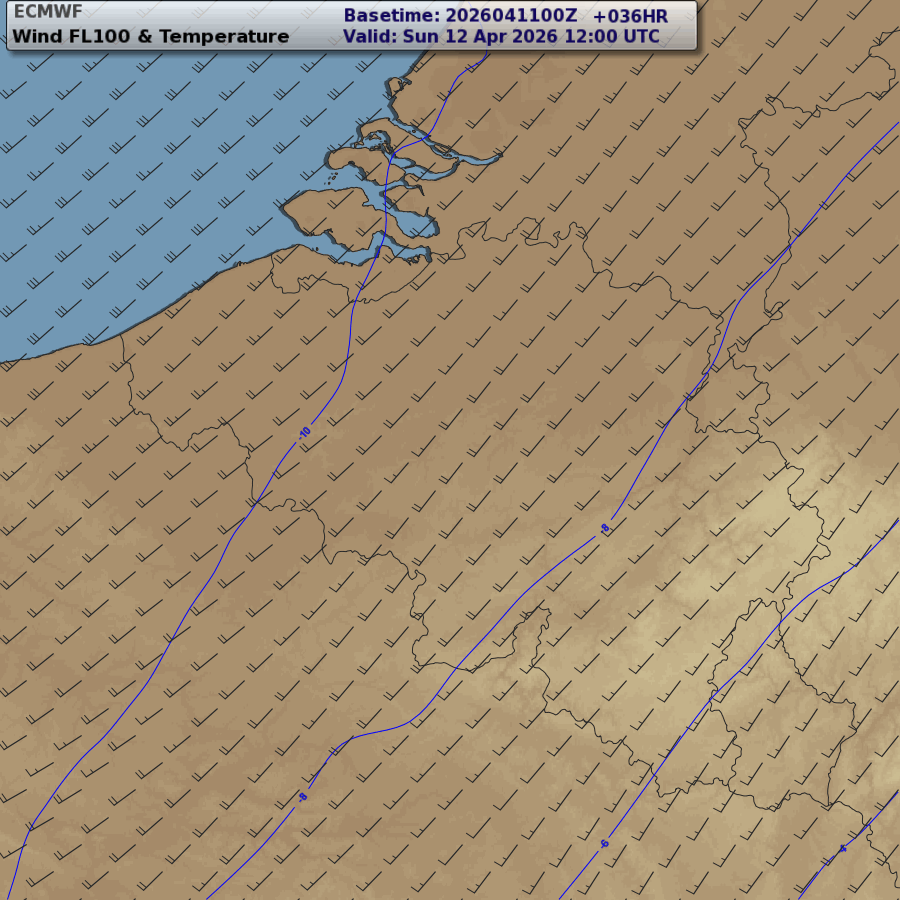 ECMWF
Basetime: 2026041100Z +036HR
Wind FL100 & Temperature
Valid: Sun 12 Apr 2026 12:00 UTC
-10
-8
-8
-6
-4